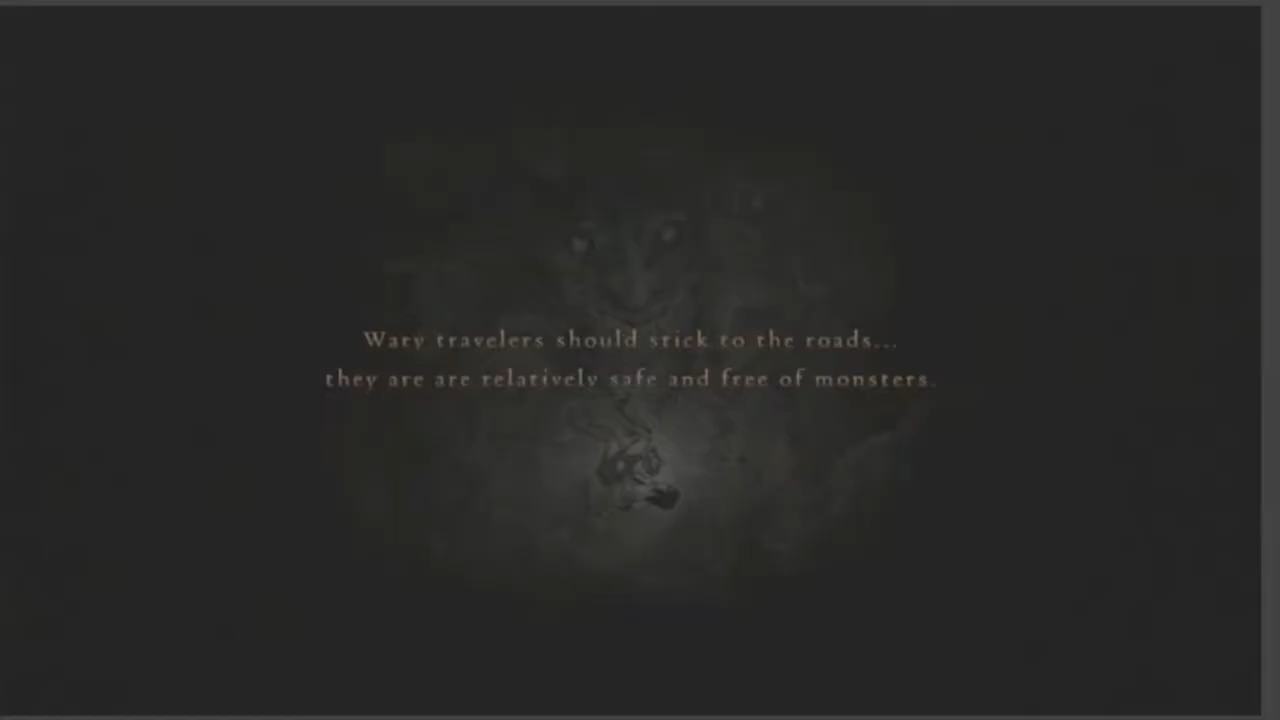 Wary travelers should stick to the roads...
they are are relatively safe and free of monsters.